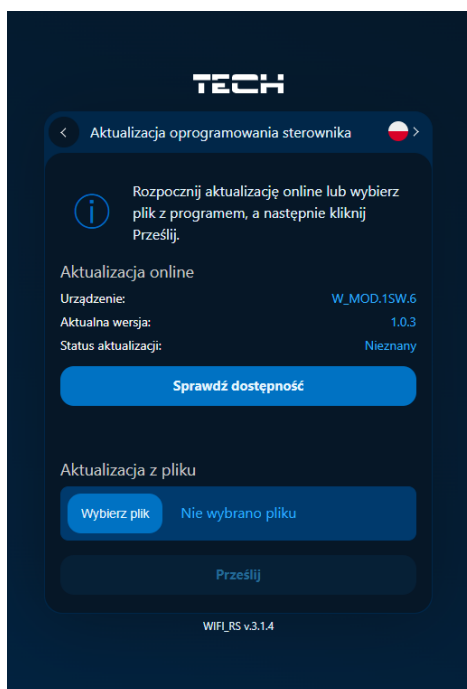 TECH
Aktualizacja oprogramowania sterownika
Rozpocznij aktualizację online lub wybierz
plik z programem, a następnie kliknij
Prześlij.
Aktualizacja online
Urządzenie: W_MOD.1SW.6
Aktualna wersja: 1.0.3
Status aktualizacji: Nieznany
Sprawdź dostępność
Aktualizacja z pliku
Wybierz plik Nie wybrano pliku
Prześlij
WIFI_RS v.3.1.4